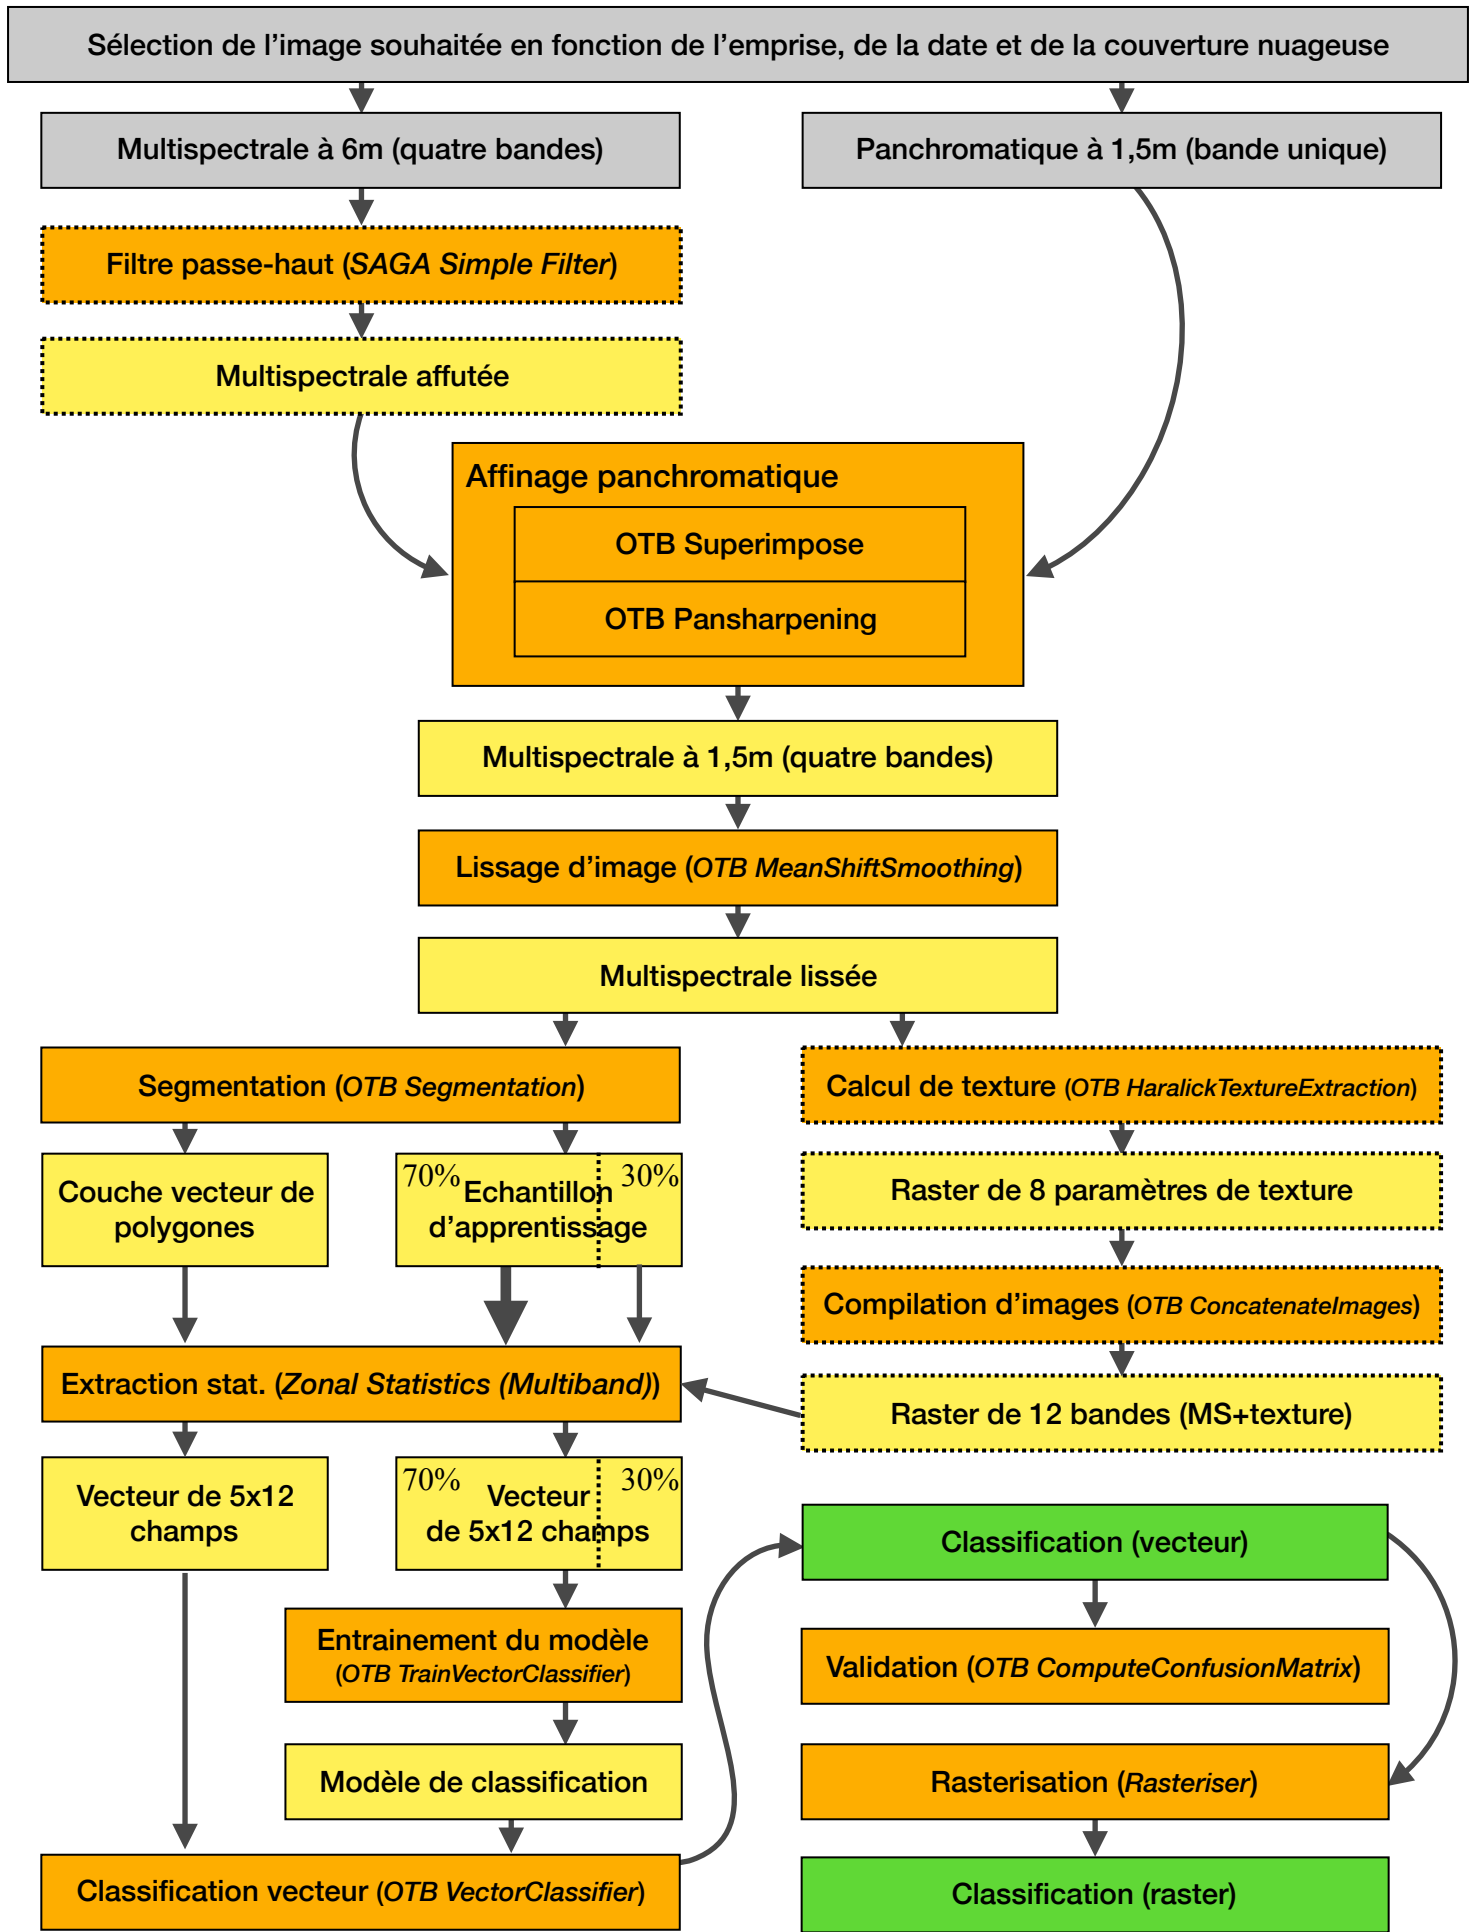 Sélection de l’image souhaitée en fonction de l’emprise, de la date et de la couverture nuageuse
Multispectrale à 6m (quatre bandes)
Panchromatique à 1,5m (bande unique)
Filtre passe-haut (SAGA Simple Filter)
Multispectrale affutée
Affinage panchromatique
OTB Superimpose
OTB Pansharpening
Multispectrale à 1,5m (quatre bandes)
Lissage d’image (OTB MeanShiftSmoothing)
Multispectrale lissée
Segmentation (OTB Segmentation)
Calcul de texture (OTB HaralickTextureExtraction)
Couche vecteur de
polygones
70%
30%
Echantillon
d’apprentissage
Raster de 8 paramètres de texture
Compilation d’images (OTB ConcatenateImages)
Extraction stat. (Zonal Statistics (Multiband))
Raster de 12 bandes (MS+texture)
Vecteur de 5x12
champs
70%
30%
Vecteur
de 5x12 champs
Classification (vecteur)
Entrainement du modèle
(OTB TrainVectorClassifier)
Validation (OTB ComputeConfusionMatrix)
Modèle de classification
Rasterisation (Rasteriser)
Classification vecteur (OTB VectorClassifier)
Classification (raster)